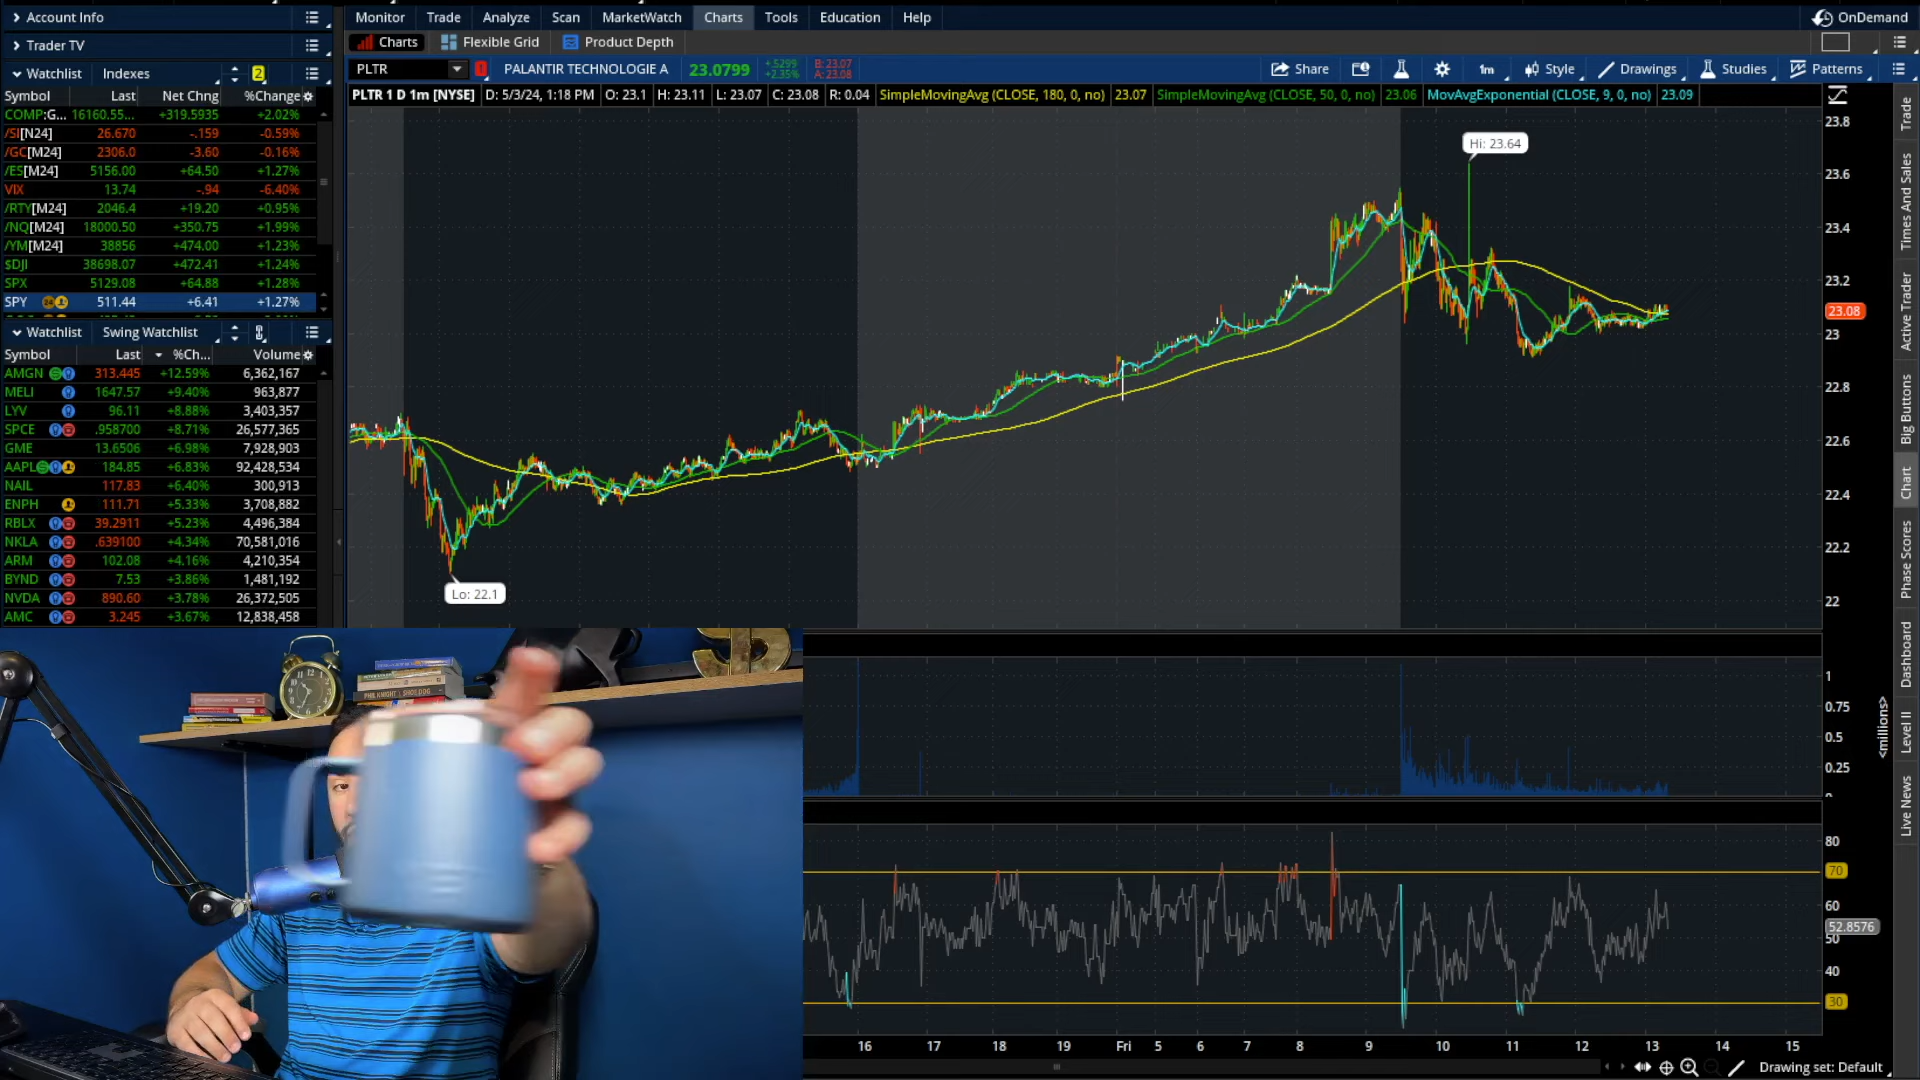 Account Info
Monitor Trade Analyze Scan MarketWatch Charts Tools Education Help OnDemand
Trader TV
Charts Flexible Grid Product Depth
Watchlist Indexes 2
PLTR PALANTIR TECHNOLOGIE A 23.0799 +.5299 +2.35% B: 23.07 A: 23.08 Share 1m Style Drawings Studies Patterns
PLTR 1 D 1m [NYSE] D: 5/3/24, 1:18 PM O: 23.1 H: 23.11 L: 23.07 C: 23.08 R: 0.04 SimpleMovingAvg (CLOSE, 180, 0, no) 23.07 SimpleMovingAvg (CLOSE, 50, 0, no) 23.06 MovAvgExponential (CLOSE, 9, 0, no) 23.09
Symbol Last Net Chng %Change
COMP:G... 16160.55... +319.5935 +2.02%
/SI[N24] 26.670 -.159 -0.59%
/GC[M24] 2306.0 -3.60 -0.16%
/ES[M24] 5156.00 +64.50 +1.27%
VIX 13.74 -.94 -6.40%
/RTY[M24] 2046.4 +19.20 +0.95%
/NQ[M24] 18000.50 +350.75 +1.99%
/YM[M24] 38856 +474.00 +1.23%
$DJI 38698.07 +472.41 +1.24%
SPX 5129.08 +64.88 +1.28%
SPY 24 511.44 +6.41 +1.27%
Watchlist Swing Watchlist
Symbol Last %Ch... Volume
AMGN 313.445 +12.59% 6,362,167
MELI 1647.57 +9.40% 963,877
LYV 96.11 +8.88% 3,403,357
SPCE .958700 +8.71% 26,577,365
GME 13.6506 +6.98% 7,928,903
AAPL 184.85 +6.83% 92,428,534
NAIL 117.83 +6.40% 300,913
ENPH 111.71 +5.33% 3,708,882
RBLX 39.2911 +5.23% 4,496,384
NKLA .639100 +4.34% 70,581,016
ARM 102.08 +4.16% 4,210,354
BYND 7.53 +3.86% 1,481,192
NVDA 890.60 +3.78% 26,372,505
AMC 3.245 +3.67% 12,838,458
Hi: 23.64
Lo: 22.1
23.8
23.6
23.4
23.2
23.08
23
22.8
22.6
22.4
22.2
22
1
0.75
0.5
0.25
<millions>
80
70
60
52.8576
50
40
30
16 17 18 19 Fri 5 6 7 8 9 10 11 12 13 14 15
Drawing set: Default
Trade
Times And Sales
Active Trader
Big Buttons
Chart
Phase Scores
Dashboard
Level II
Live News
PHIL KNIGHT SHOE DOG